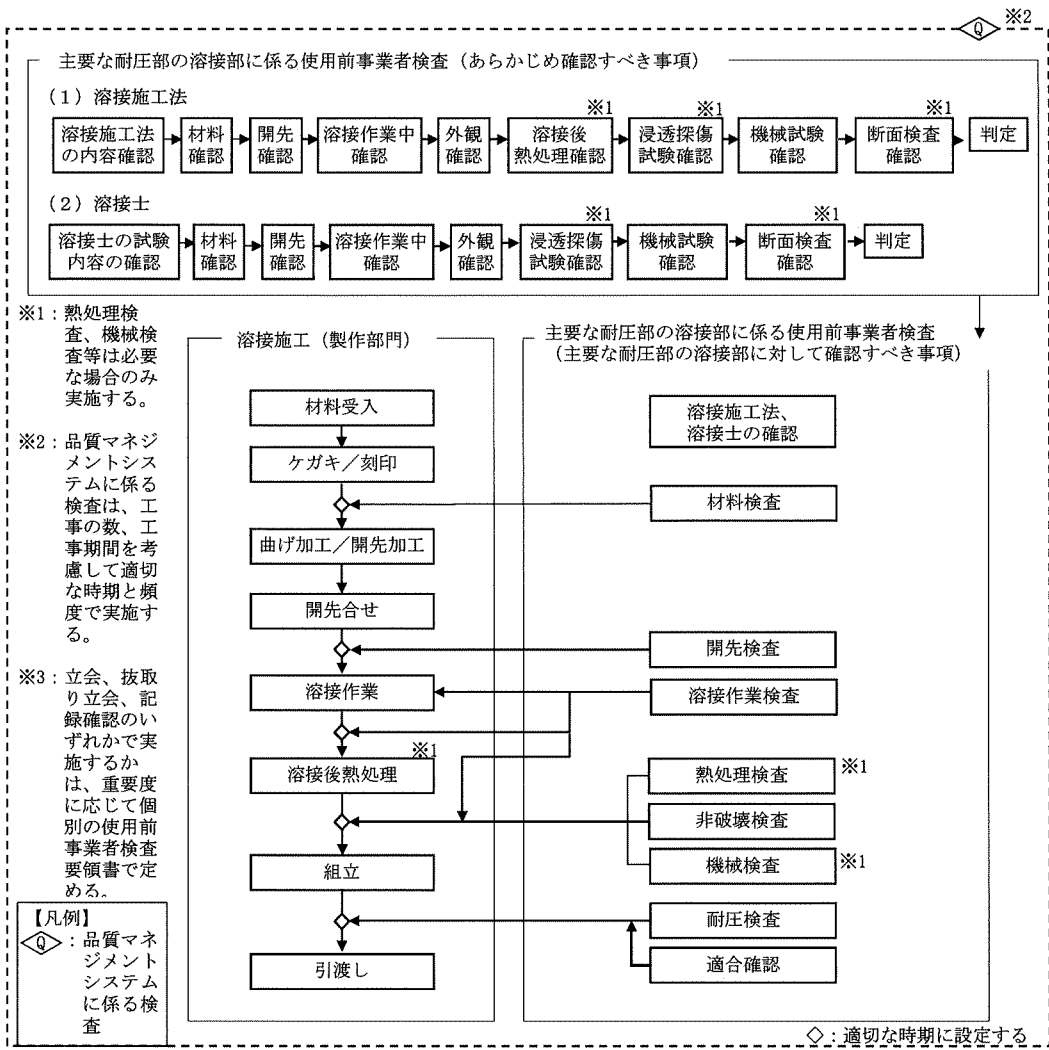 Q ※2
主要な耐圧部の溶接部に係る使用前事業者検査（あらかじめ確認すべき事項）
（１）溶接施工法
溶接施工法
の内容確認
材料
確認
開先
確認
溶接作業中
確認
外観
確認
※1
溶接後
熱処理確認
※1
浸透探傷
試験確認
機械試験
確認
※1
断面検査
確認
判定
（２）溶接士
溶接士の試験
内容の確認
材料
確認
開先
確認
溶接作業中
確認
外観
確認
※1
浸透探傷
試験確認
機械試験
確認
※1
断面検査
確認
判定
※1：熱処理検
査、機械検
査等は必要
な場合のみ
実施する。
※2：品質マネジ
メントシス
テムに係る
検査は、工
事の数、工
事期間を考
慮して適切
な時期と頻
度で実施す
る。
※3：立会、抜取
り立会、記
録確認のい
ずれかで実
施するか
は、重要度
に応じて個
別の使用前
事業者検査
要領書で定
める。
【凡例】
Q：品質マネ
ジメント
システム
に係る検
査
溶接施工（製作部門）
材料受入
ケガキ／刻印
曲げ加工／開先加工
開先合せ
溶接作業
※1
溶接後熱処理
組立
引渡し
主要な耐圧部の溶接部に係る使用前事業者検査
（主要な耐圧部の溶接部に対して確認すべき事項）
溶接施工法、
溶接士の確認
材料検査
開先検査
溶接作業検査
熱処理検査 ※1
非破壊検査
機械検査 ※1
耐圧検査
適合確認
◇：適切な時期に設定する